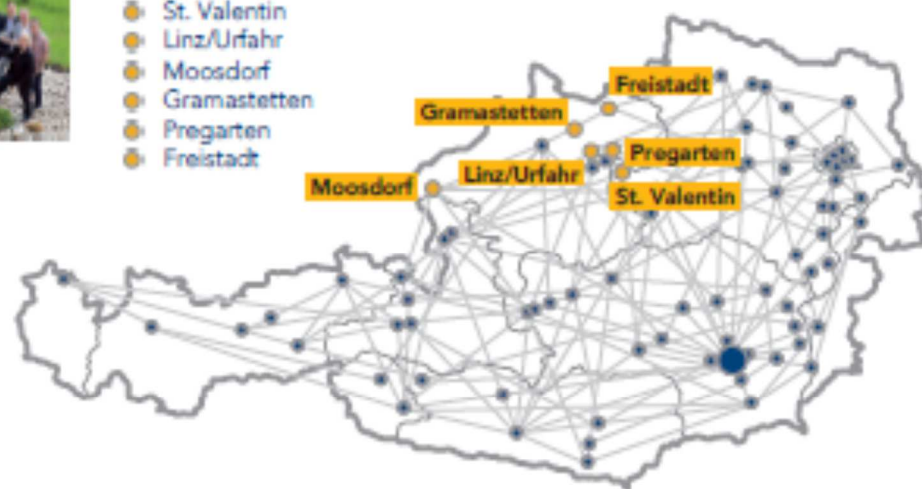 St. Valentin
Linz/Urfahr
Moosdorf
Gramastetten
Pregarten
Freistadt
Freistadt
Gramastetten
Pregarten
Linz/Urfahr
Moosdorf
St. Valentin